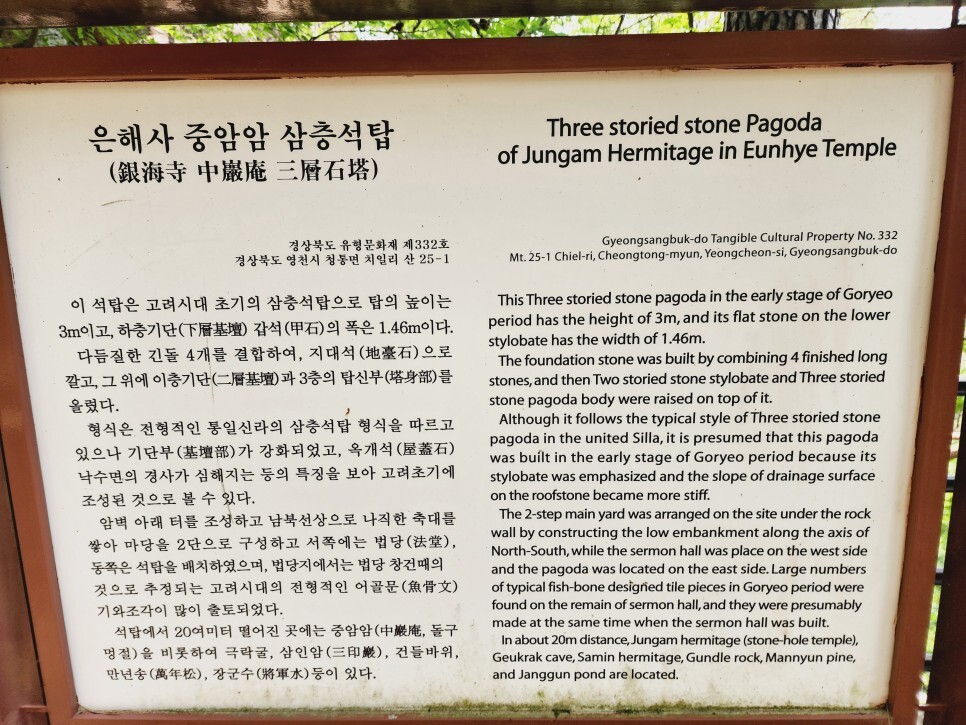 은해사 중암암 삼층석탑
(銀海寺 中巖庵 三層石塔)
경상북도 유형문화재 제332호
경상북도 영천시 청통면 치일리 산 25-1
이 석탑은 고려시대 초기의 삼층석탑으로 탑의 높이는
3m이고, 하층기단(下層基壇) 갑석(甲石)의 폭은 1.46m이다.
다듬질한 긴돌 4개를 결합하여, 지대석(地臺石)으로
깔고, 그 위에 이층기단(二層基壇)과 3층의 탑신부(塔身部)를
올렸다.
형식은 전형적인 통일신라의 삼층석탑 형식을 따르고
있으나 기단부(基壇部)가 강화되었고, 옥개석(屋蓋石)
낙수면의 경사가 심해지는 등의 특징을 보아 고려초기에
조성된 것으로 볼 수 있다.
암벽 아래 터를 조성하고 남북선상으로 나직한 축대를
쌓아 마당을 2단으로 구성하고 서쪽에는 법당(法堂),
동쪽은 석탑을 배치하였으며, 법당지에서는 법당 창건때의
것으로 추정되는 고려시대의 전형적인 어골문(魚骨文)
기와조각이 많이 출토되었다.
석탑에서 20여미터 떨어진 곳에는 중암암(中巖庵, 돌구
멍절)을 비롯하여 극락굴, 삼인암(三印巖), 건들바위,
만년송(萬年松), 장군수(將軍水)등이 있다.
Three storied stone Pagoda
of Jungam Hermitage in Eunhye Temple
Gyeongsangbuk-do Tangible Cultural Property No. 332
Mt. 25-1 Chiel-ri, Cheongtong-myun, Yeongcheon-si, Gyeongsangbuk-do
This Three storied stone pagoda in the early stage of Goryeo
period has the height of 3m, and its flat stone on the lower
stylobate has the width of 1.46m.
The foundation stone was built by combining 4 finished long
stones, and then Two storied stone stylobate and Three storied
stone pagoda body were raised on top of it.
Although it follows the typical style of Three storied stone
pagoda in the united Silla, it is presumed that this pagoda
was built in the early stage of Goryeo period because its
stylobate was emphasized and the slope of drainage surface
on the roofstone became more stiff.
The 2-step main yard was arranged on the site under the rock
wall by constructing the low embankment along the axis of
North-South, while the sermon hall was place on the west side
and the pagoda was located on the east side. Large numbers
of typical fish-bone designed tile pieces in Goryeo period were
found on the remain of sermon hall, and they were presumably
made at the same time when the sermon hall was built.
In about 20m distance, Jungam hermitage (stone-hole temple),
Geukrak cave, Samin hermitage, Gundle rock, Mannyun pine,
and Janggun pond are located.